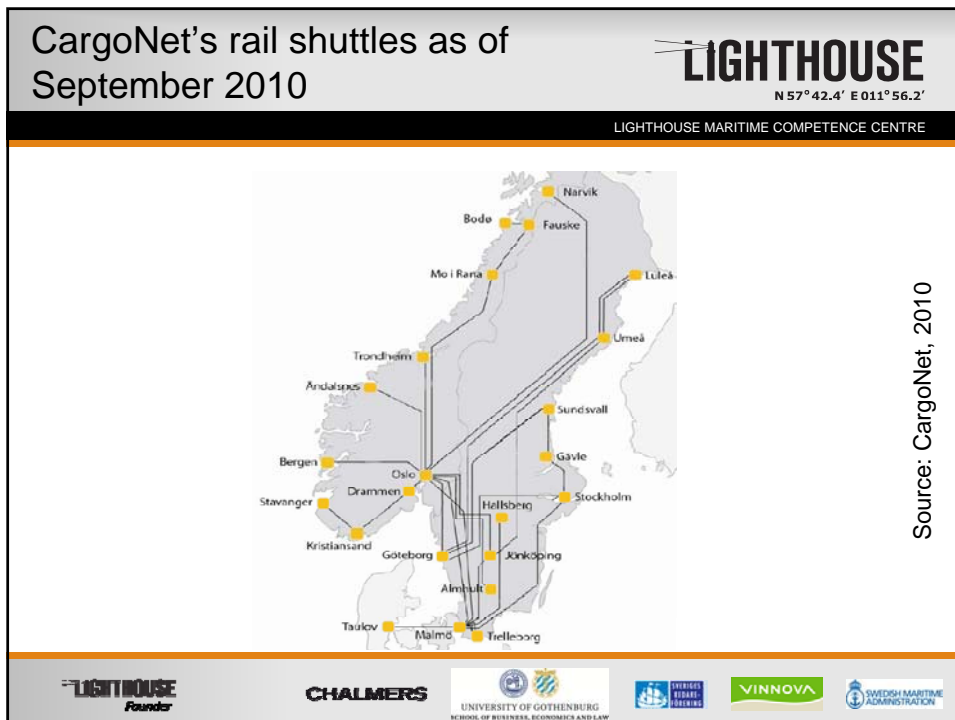 CargoNet’s rail shuttles as of
September 2010
LIGHTHOUSE
N 57° 42.4′ E 011° 56.2′
LIGHTHOUSE MARITIME COMPETENCE CENTRE
Narvik
Bodø
Fauske
Mo i Rana
Luleå
Umeå
Trondheim
Åndalsnes
Sundsvall
Bergen
Gävle
Oslo
Drammen
Stockholm
Stavanger
Hallsberg
Kristiansand
Göteborg
Jönköping
Älmhult
Taulov
Malmö
Trelleborg
Source: CargoNet, 2010
LIGHTHOUSE
Founder
CHALMERS
UNIVERSITY OF GOTHENBURG
SCHOOL OF BUSINESS, ECONOMICS AND LAW
SVERIGES
REDARE-
FÖRENING
VINNOVA
SWEDISH MARITIME
ADMINISTRATION